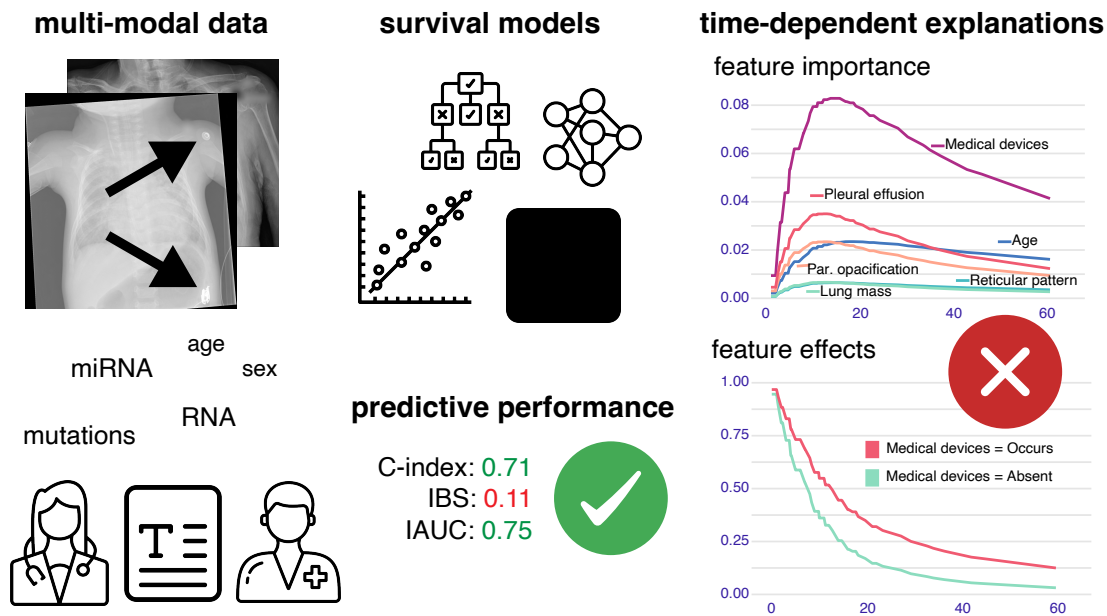 multi-modal data
miRNA
age
sex
RNA
mutations
T
survival models
predictive performance
C-index: 0.71
IBS: 0.11
IAUC: 0.75
time-dependent explanations
feature importance
0.08
0.06
0.04
0.02
0.00
Medical devices
Pleural effusion
Age
Par. opacification
Reticular pattern
Lung mass
0
20
40
60
feature effects
1.00
0.75
0.50
0.25
0.00
Medical devices = Occurs
Medical devices = Absent
0
20
40
60